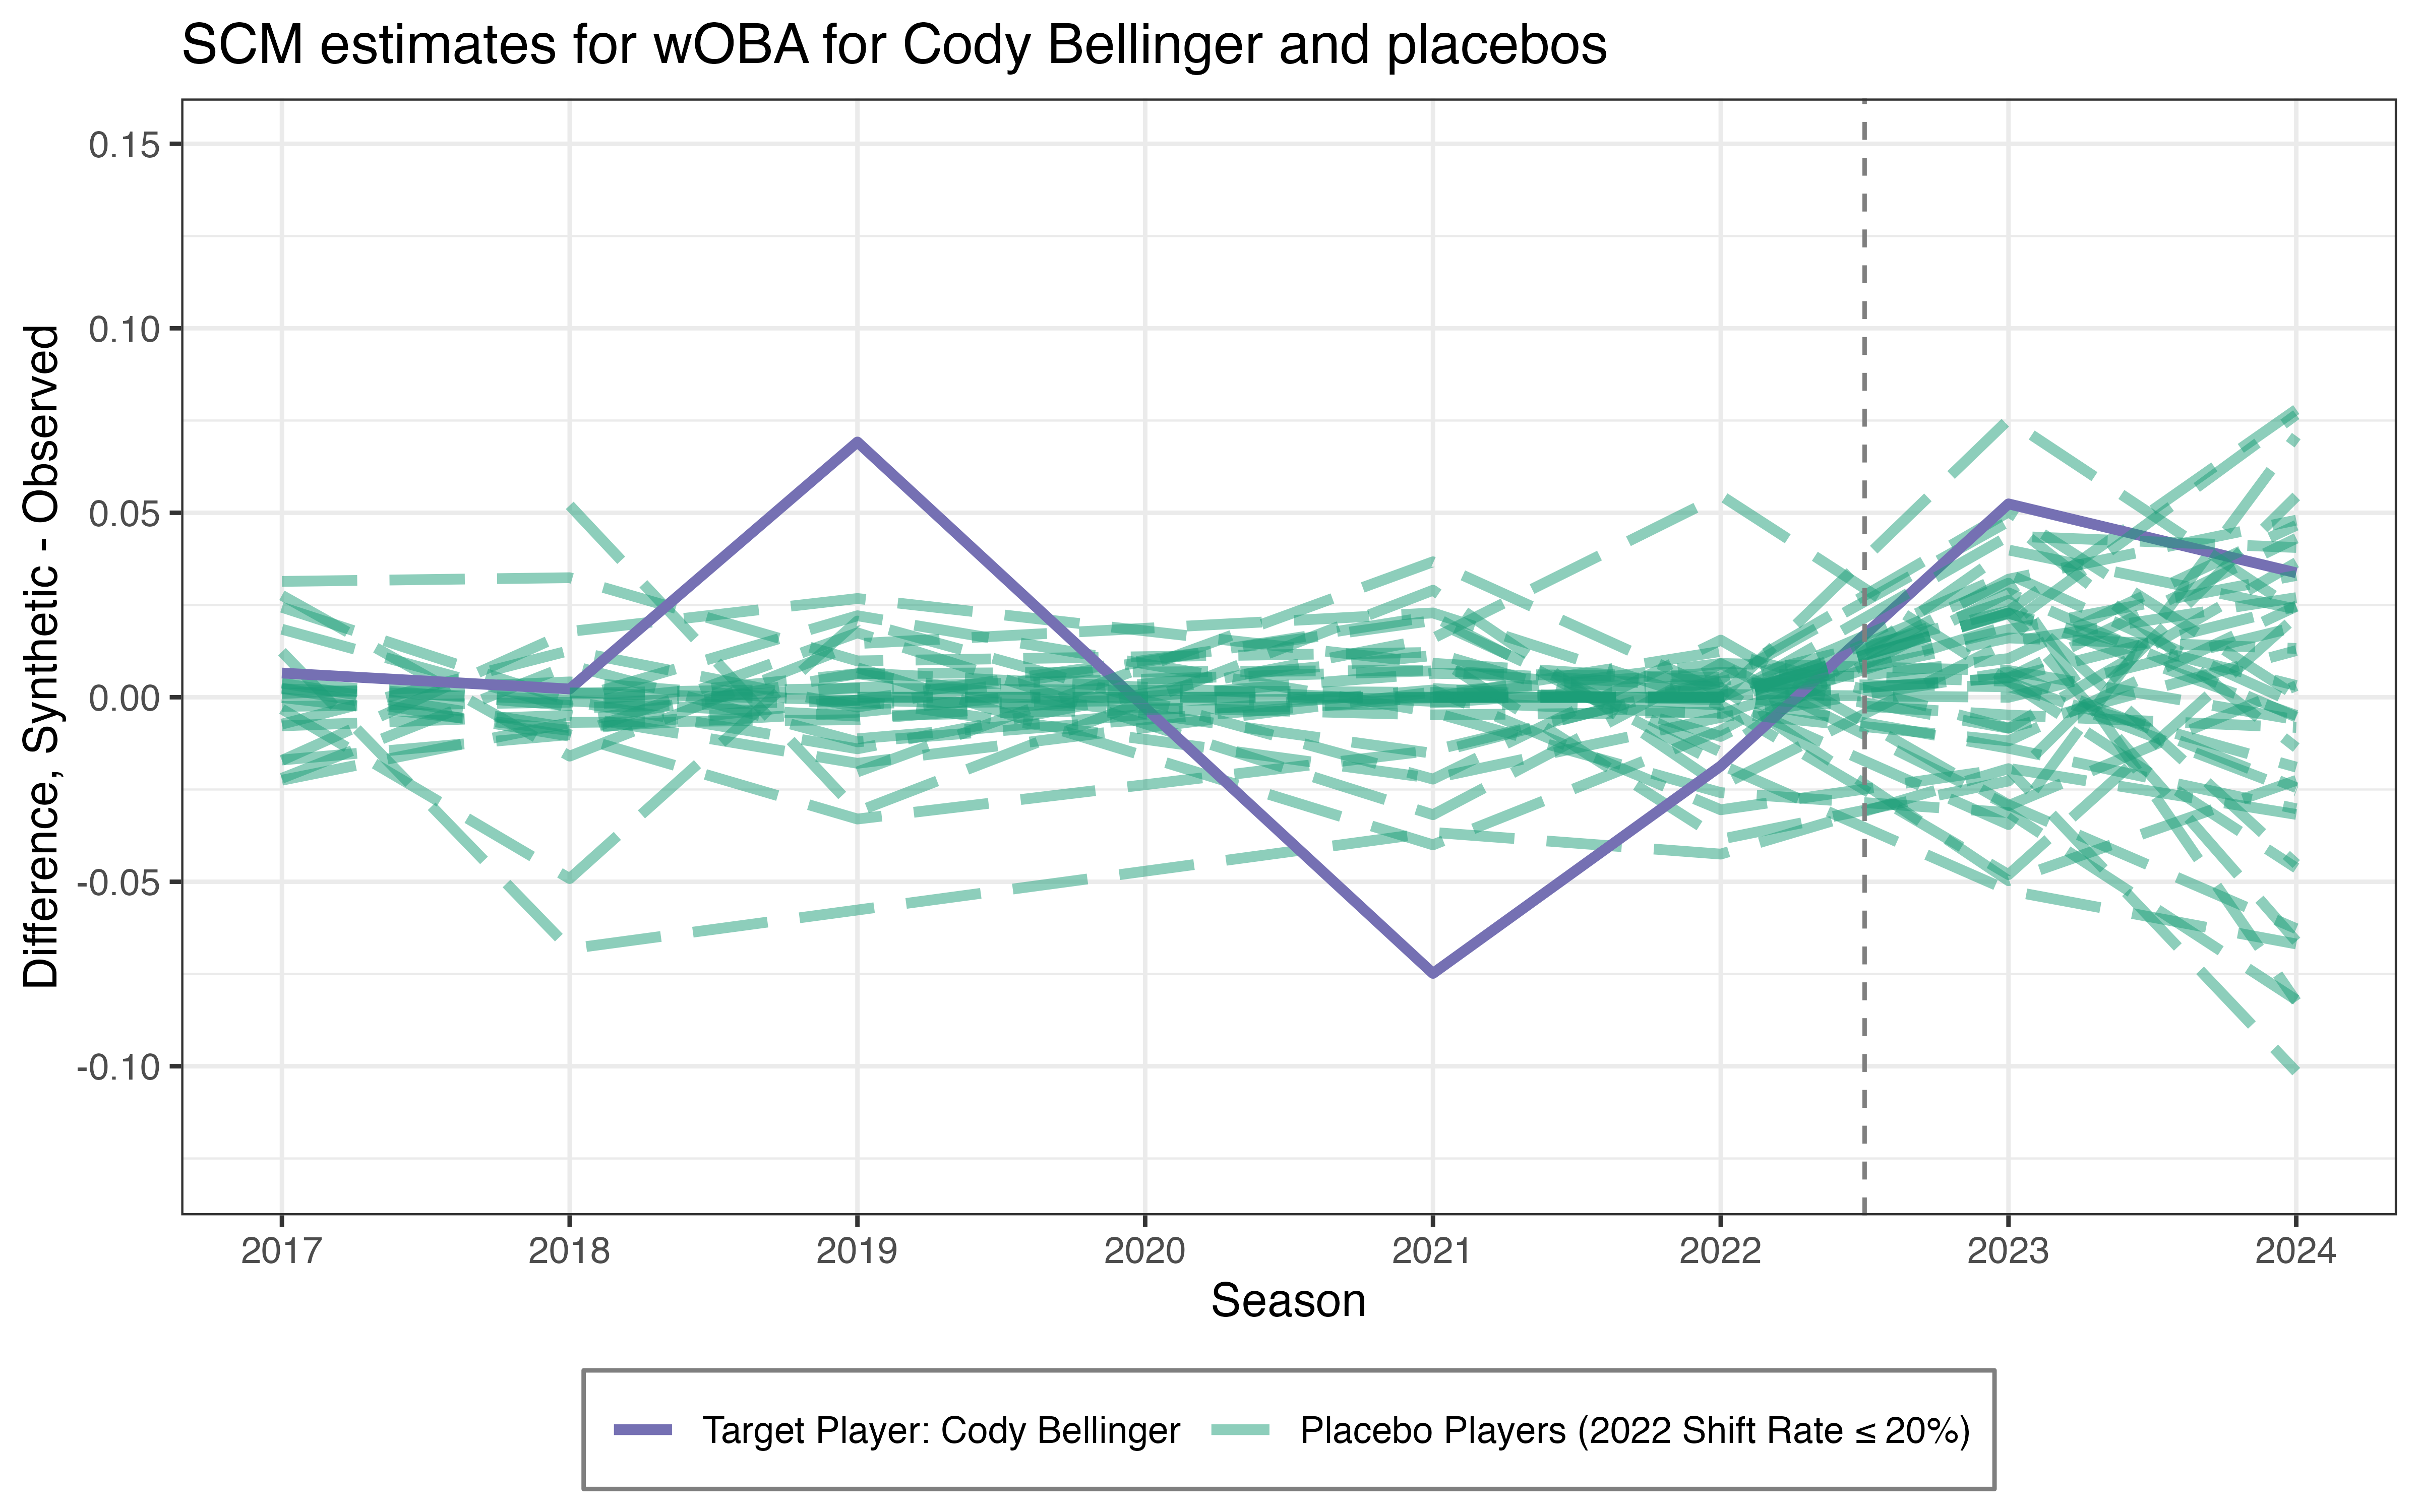 SCM estimates for wOBA for Cody Bellinger and placebos
Difference, Synthetic - Observed
0.15
0.10
0.05
0.00
-0.05
-0.10
2017 2018 2019 2020 2021 2022 2023 2024
Season
Target Player: Cody Bellinger Placebo Players (2022 Shift Rate ≤ 20%)